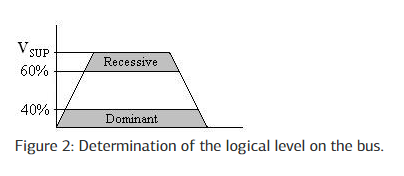 VSUP
Recessive
60%
40%
Dominant
Figure 2: Determination of the logical level on the bus.